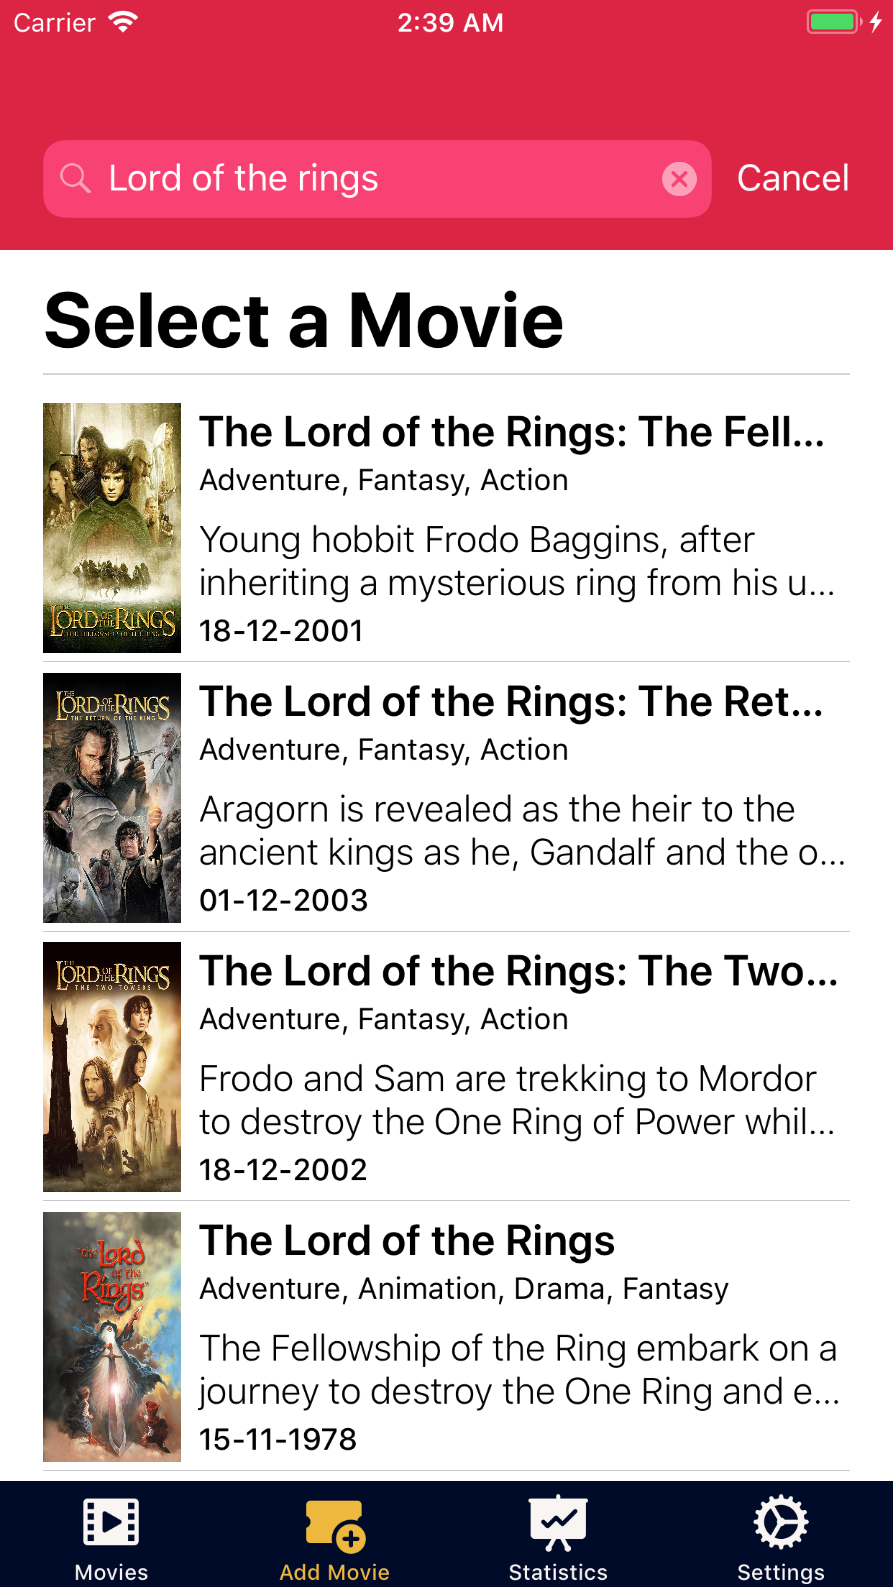 Carrier
2:39 AM
Lord of the rings
Cancel
Select a Movie
THE
LORD OF THE RINGS
THE FELLOWSHIP OF THE RING
The Lord of the Rings: The Fell...
Adventure, Fantasy, Action
Young hobbit Frodo Baggins, after
inheriting a mysterious ring from his u...
18-12-2001
THE
LORD OF THE RINGS
THE RETURN OF THE KING
The Lord of the Rings: The Ret...
Adventure, Fantasy, Action
Aragorn is revealed as the heir to the
ancient kings as he, Gandalf and the o...
01-12-2003
THE
LORD OF THE RINGS
THE TWO TOWERS
The Lord of the Rings: The Two...
Adventure, Fantasy, Action
Frodo and Sam are trekking to Mordor
to destroy the One Ring of Power whil...
18-12-2002
"the Lord
of the
Rings"
The Lord of the Rings
Adventure, Animation, Drama, Fantasy
The Fellowship of the Ring embark on a
journey to destroy the One Ring and e...
15-11-1978
Movies
Add Movie
Statistics
Settings